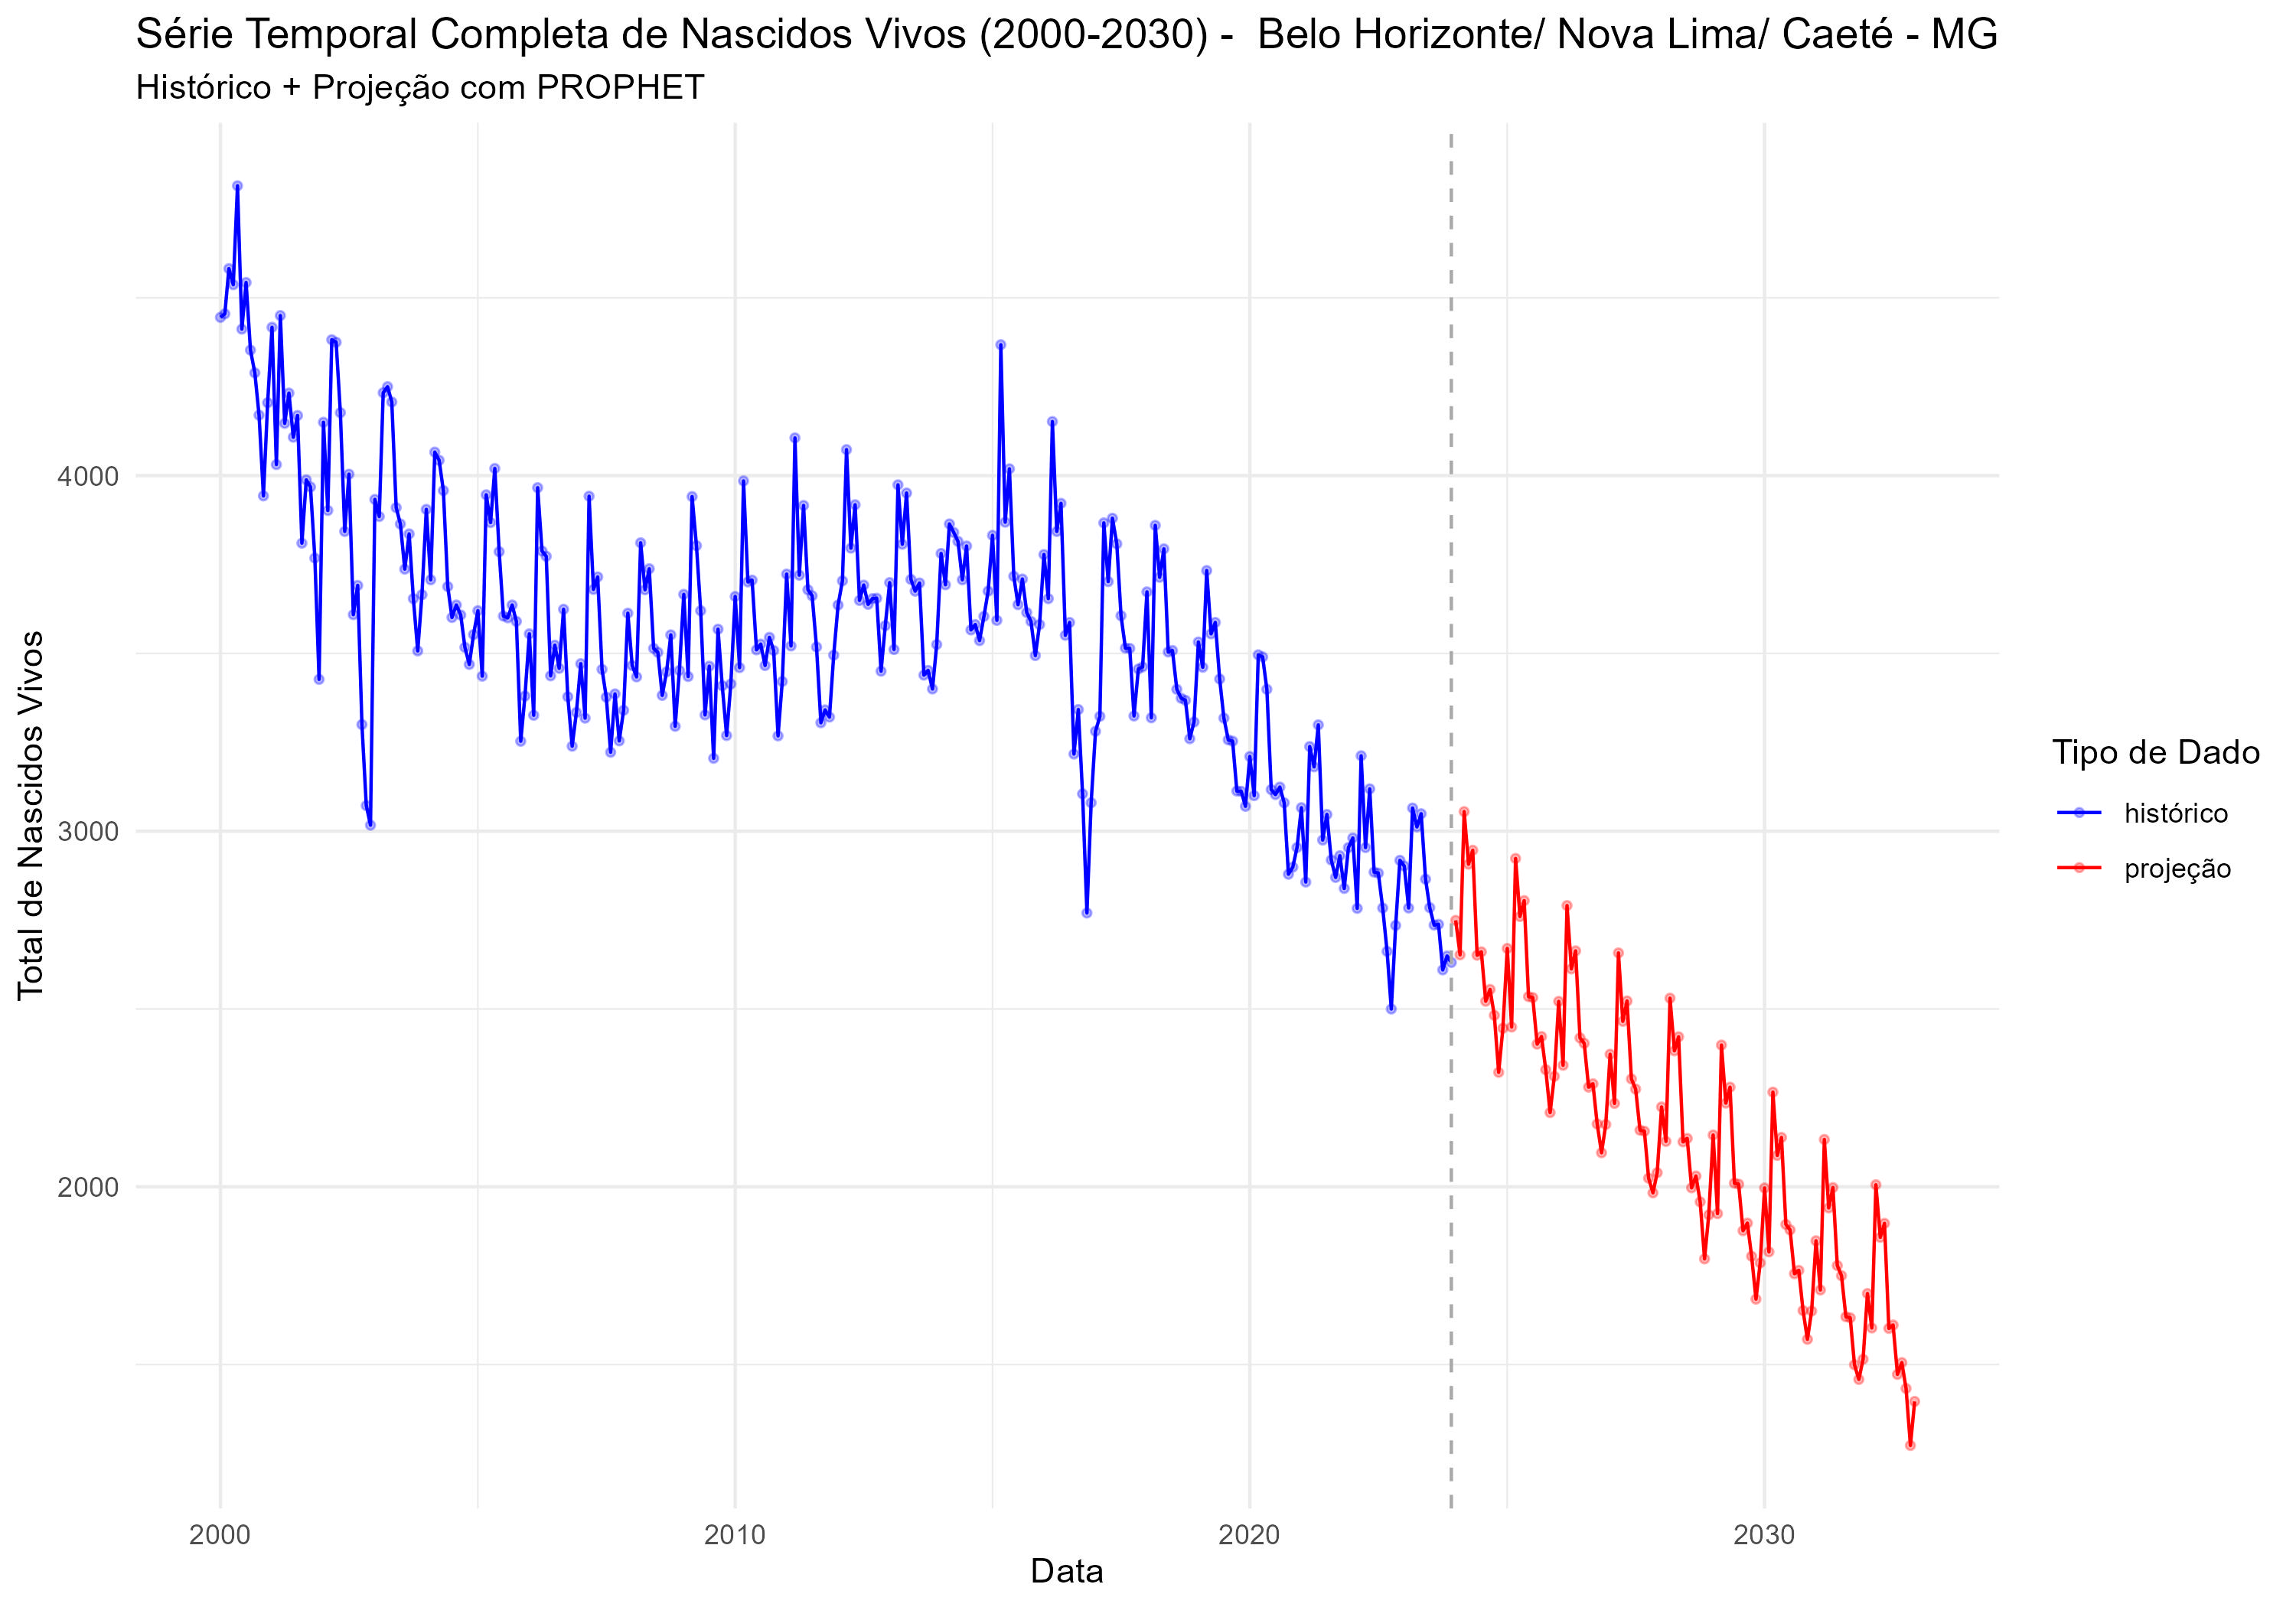 Série Temporal Completa de Nascidos Vivos (2000-2030) -  Belo Horizonte/ Nova Lima/ Caeté - MG
Histórico + Projeção com PROPHET
Total de Nascidos Vivos
4000
3000
2000
2000
2010
2020
2030
Data
Tipo de Dado
histórico
projeção